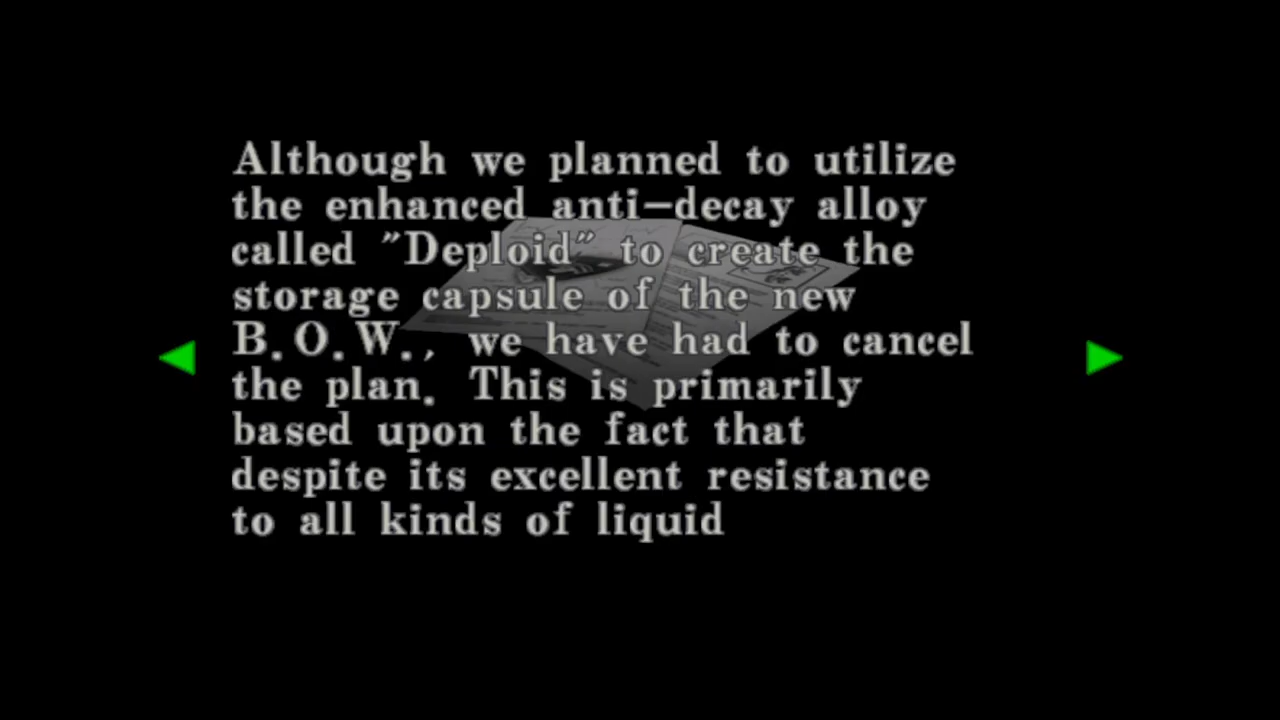 Although we planned to utilize
the enhanced anti-decay alloy
called "Deploid" to create the
storage capsule of the new
B.O.W., we have had to cancel
the plan. This is primarily
based upon the fact that
despite its excellent resistance
to all kinds of liquid